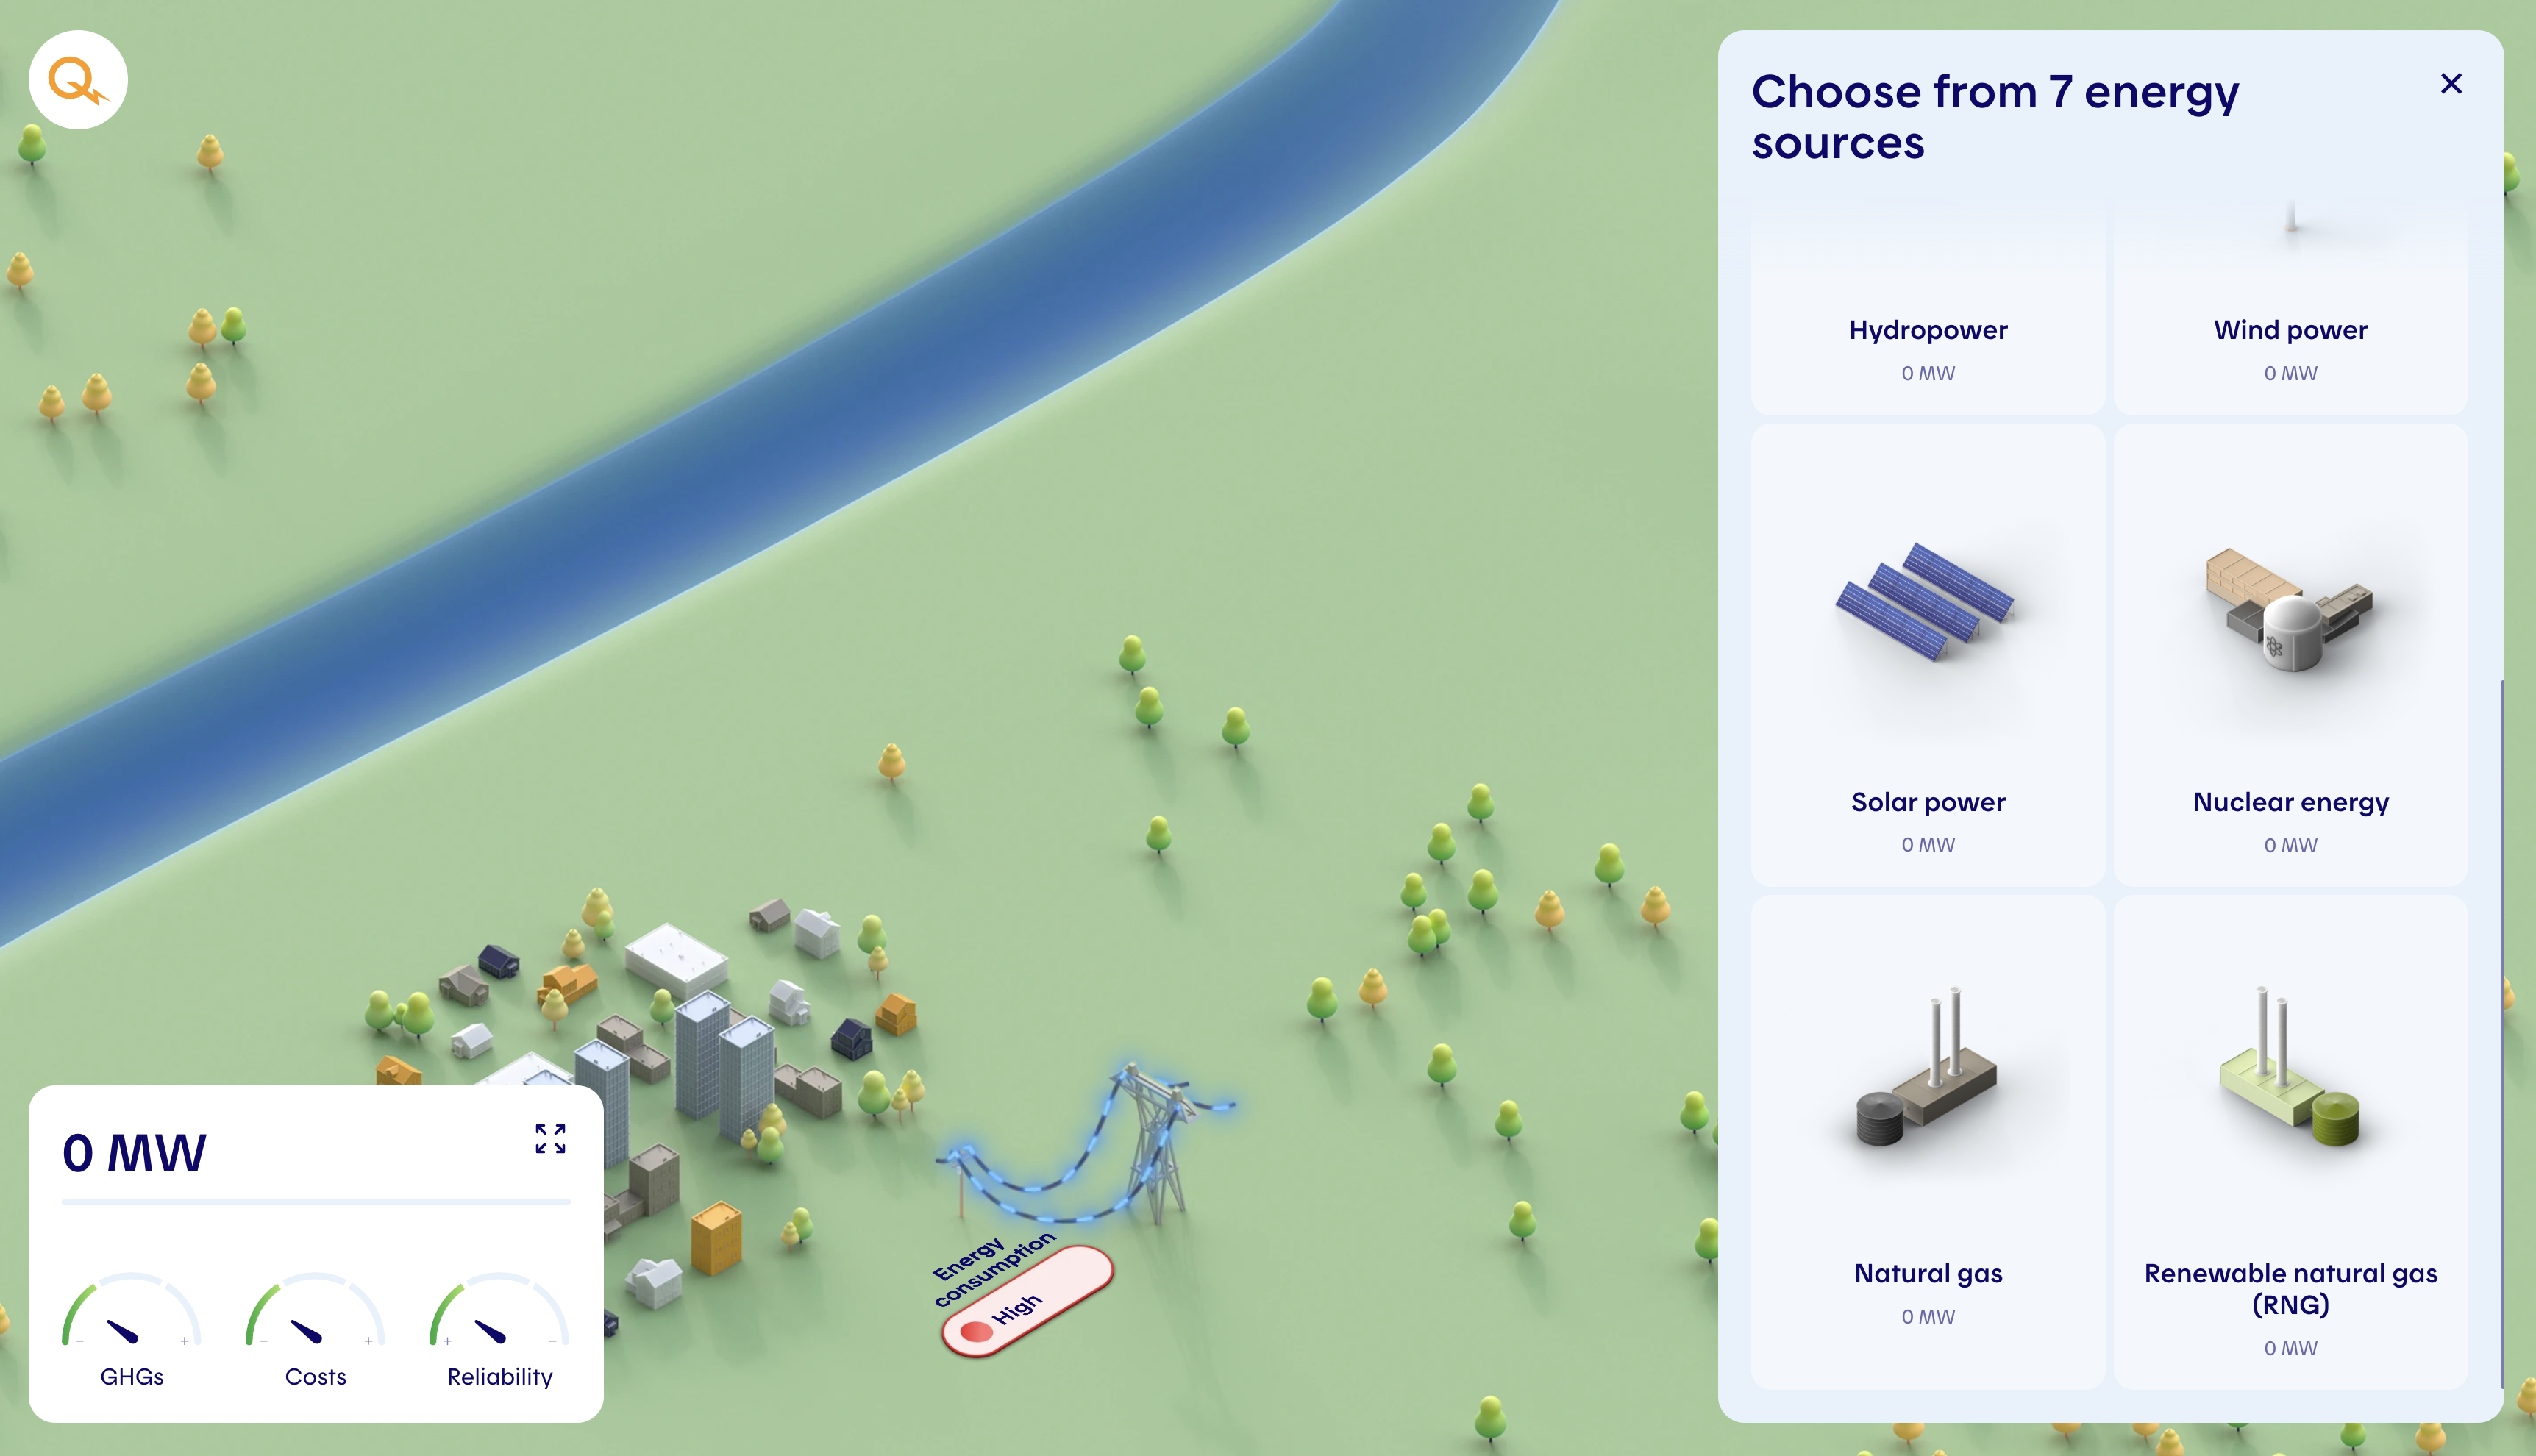 Choose from 7 energy
sources
Hydropower
0 MW
Wind power
0 MW
Solar power
0 MW
Nuclear energy
0 MW
Natural gas
0 MW
Renewable natural gas
(RNG)
0 MW
Energy
consumption
High
0 MW
GHGs
Costs
Reliability